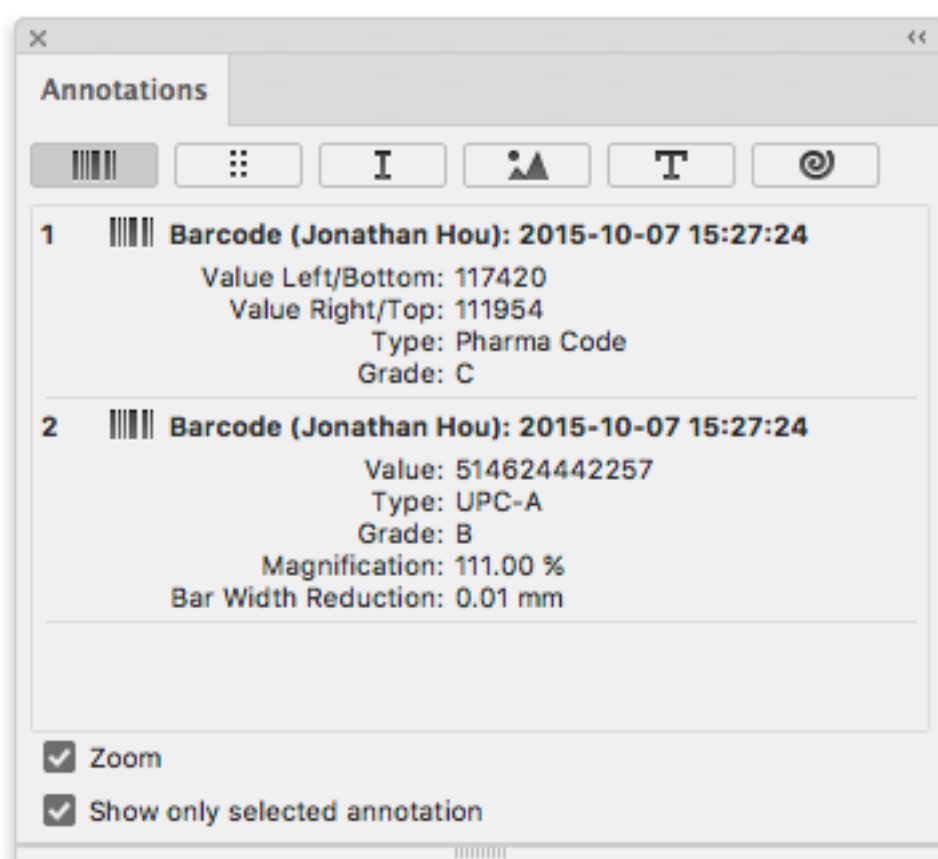 Annotations
1 Barcode (Jonathan Hou): 2015-10-07 15:27:24
Value Left/Bottom: 117420
Value Right/Top: 111954
Type: Pharma Code
Grade: C
2 Barcode (Jonathan Hou): 2015-10-07 15:27:24
Value: 514624442257
Type: UPC-A
Grade: B
Magnification: 111.00 %
Bar Width Reduction: 0.01 mm
Zoom
Show only selected annotation